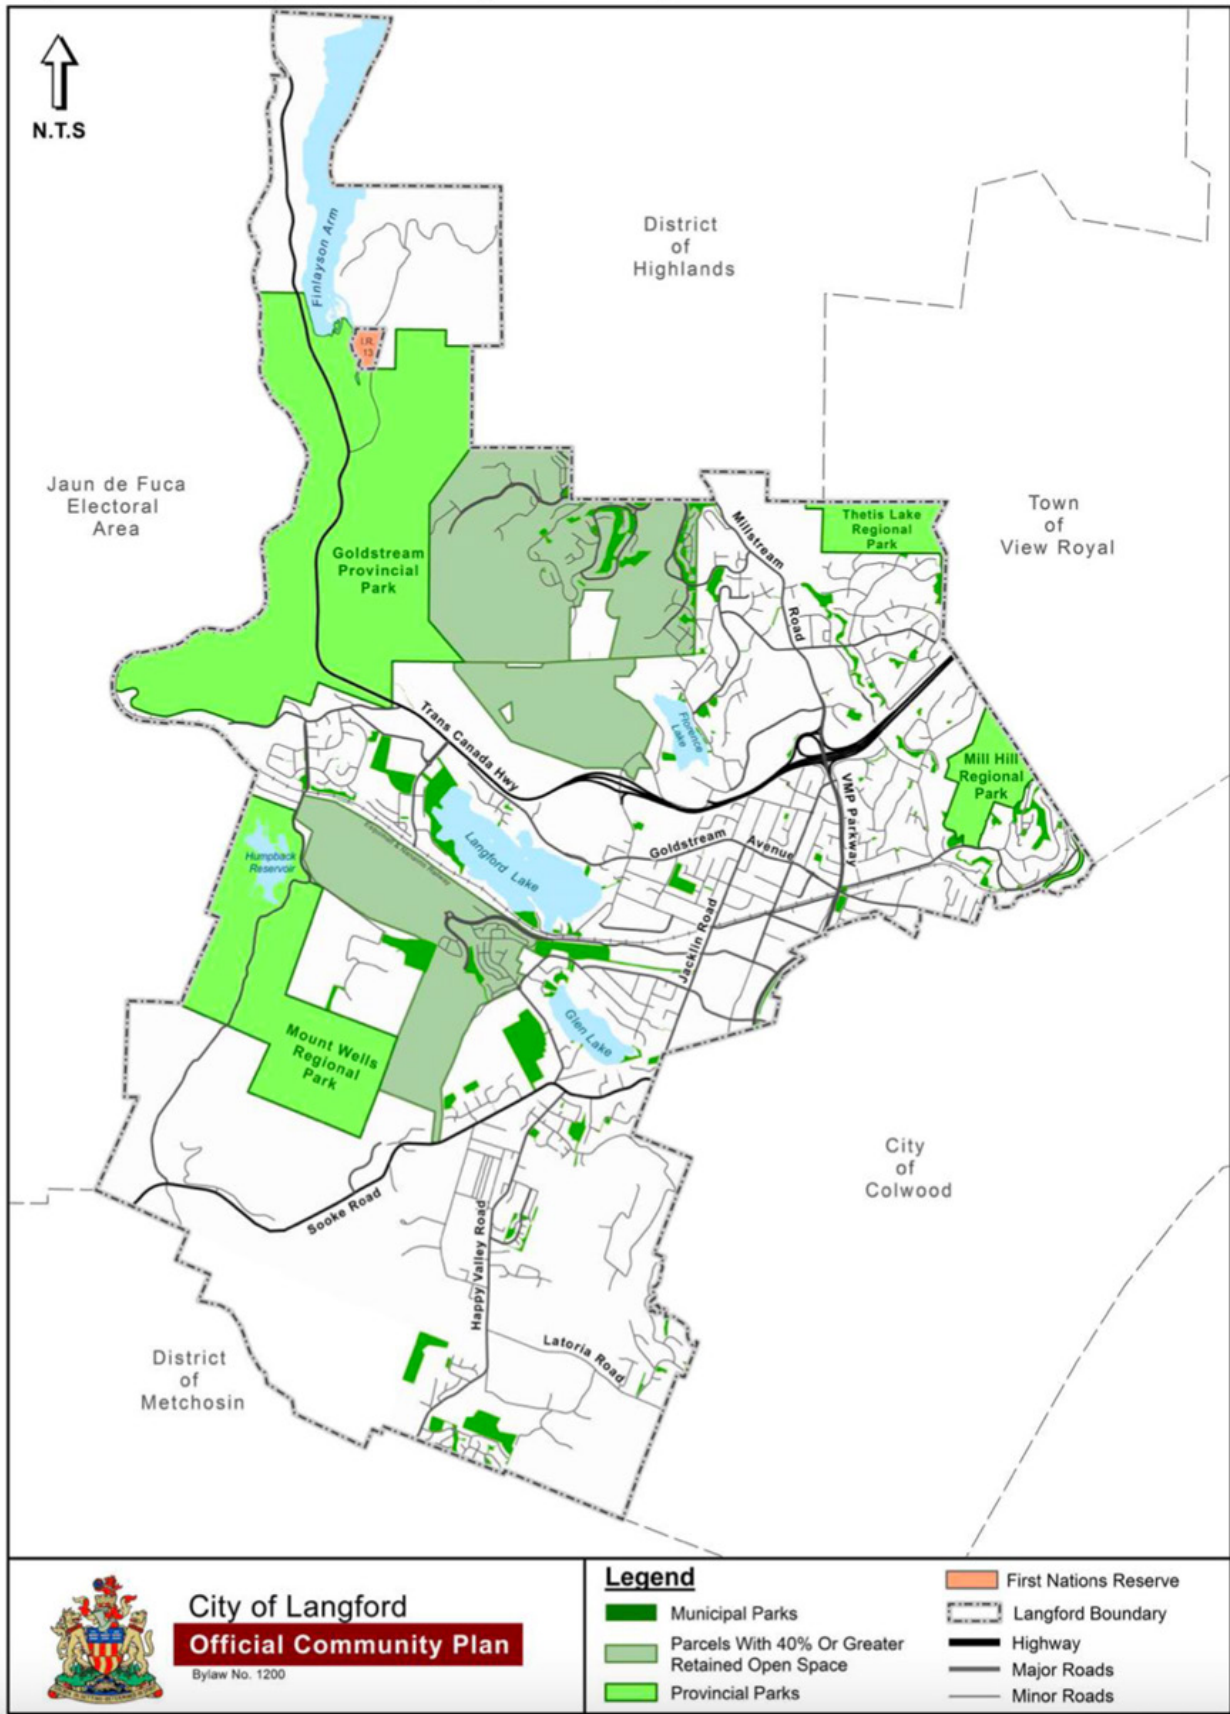 N.T.S
Finlayson Arm
District
of
Highlands
I.R.
13
Jaun de Fuca
Electoral
Area
Goldstream
Provincial
Park
Millstream
Road
Thetis Lake
Regional
Park
Town
of
View Royal
Trans Canada Hwy
Florence
Lake
Mill Hill
Regional
Park
VMP Parkway
Goldstream
Avenue
Humpback
Reservoir
Langford Lake
Jacklin Road
Glen Lake
Mount Wells
Regional
Park
City
of
Colwood
Sooke Road
Happy Valley Road
Latoria Road
District
of
Metchosin
City of Langford
Official Community Plan
Bylaw No. 1200
Legend
Municipal Parks
Parcels With 40% Or Greater
Retained Open Space
Provincial Parks
First Nations Reserve
Langford Boundary
Highway
Major Roads
Minor Roads